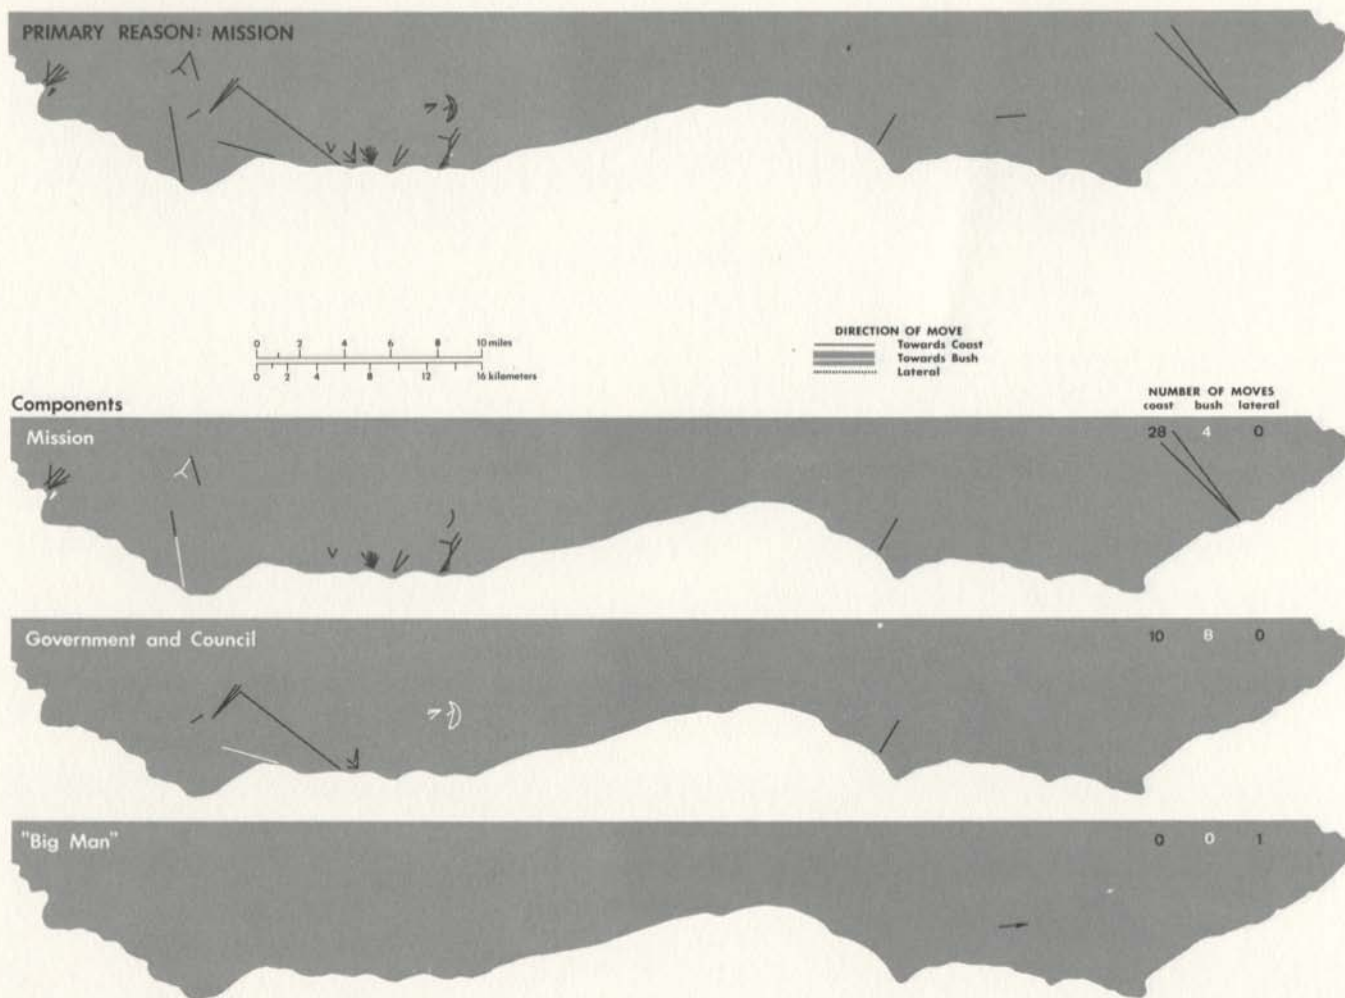 PRIMARY REASON: MISSION
0 2 4 6 8 10 miles
0 2 4 8 12 16 kilometers
DIRECTION OF MOVE
Towards Coast
Towards Bush
Lateral
Components
NUMBER OF MOVES
coast bush lateral
Mission
28 4 0
Government and Council
10 8 0
"Big Man"
0 0 1